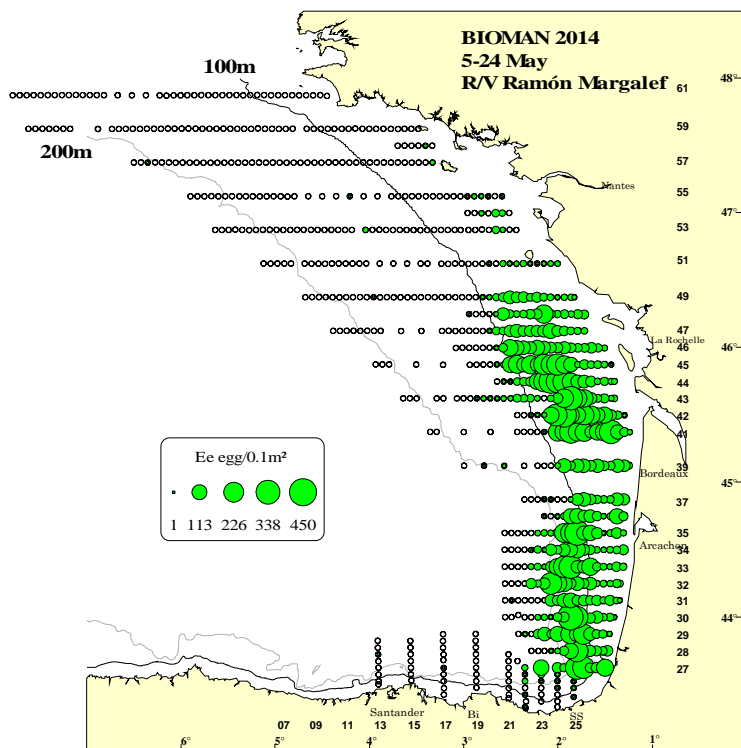 BIOMAN 2014
5-24 May
R/V Ramón Margalef
100m
200m
48°
61
59
57
Nantes
55
47°
53
51
49
47
La Rochelle
46
46°
45
44
43
42
41
39
Bordeaux
45°
37
35
Arcachon
34
33
32
31
30
44°
29
28
27
Ee egg/0.1m²
1 113 226 338 450
Santander Bi SS
07 09 11 13 15 17 19 21 23 25
6° 5° 4° 3° 2° 1°